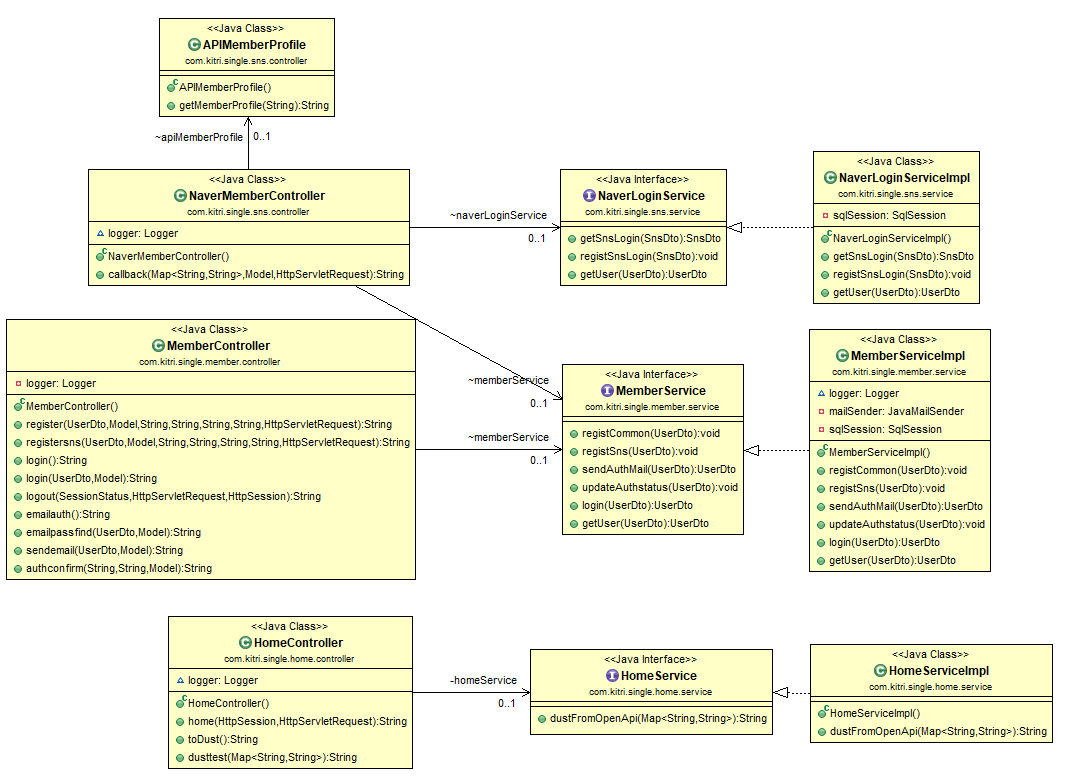 <<Java Class>>
APIMemberProfile
com.kitri.single.sns.controller
APIMemberProfile()
getMemberProfile(String):String
~apiMemberProfile
0..1
<<Java Class>>
NaverMemberController
com.kitri.single.sns.controller
logger: Logger
NaverMemberController()
callback(Map<String,String>,Model,HttpServletRequest):String
~naverLoginService
0..1
<<Java Interface>>
NaverLoginService
com.kitri.single.sns.service
getSnsLogin(SnsDto):SnsDto
registSnsLogin(SnsDto):void
getUser(UserDto):UserDto
<<Java Class>>
NaverLoginServiceImpl
com.kitri.single.sns.service
sqlSession: SqlSession
NaverLoginServiceImpl()
getSnsLogin(SnsDto):SnsDto
registSnsLogin(SnsDto):void
getUser(UserDto):UserDto
<<Java Class>>
MemberController
com.kitri.single.member.controller
logger: Logger
MemberController()
register(UserDto,Model,String,String,String,String,HttpServletRequest):String
registersns(UserDto,Model,String,String,String,String,HttpServletRequest):String
login():String
login(UserDto,Model):String
logout(SessionStatus,HttpServletRequest,HttpSession):String
emailauth():String
emailpassfind(UserDto,Model):String
sendemail(UserDto,Model):String
authconfirm(String,String,Model):String
~memberService
0..1
~memberService
0..1
<<Java Interface>>
MemberService
com.kitri.single.member.service
registCommon(UserDto):void
registSns(UserDto):void
sendAuthMail(UserDto):UserDto
updateAuthstatus(UserDto):void
login(UserDto):UserDto
getUser(UserDto):UserDto
<<Java Class>>
MemberServiceImpl
com.kitri.single.member.service
logger: Logger
mailSender: JavaMailSender
sqlSession: SqlSession
MemberServiceImpl()
registCommon(UserDto):void
registSns(UserDto):void
sendAuthMail(UserDto):UserDto
updateAuthstatus(UserDto):void
login(UserDto):UserDto
getUser(UserDto):UserDto
<<Java Class>>
HomeController
com.kitri.single.home.controller
logger: Logger
HomeController()
home(HttpSession,HttpServletRequest):String
toDust():String
dusttest(Map<String,String>):String
-homeService
0..1
<<Java Interface>>
HomeService
com.kitri.single.home.service
dustFromOpenApi(Map<String,String>):String
<<Java Class>>
HomeServiceImpl
com.kitri.single.home.service
HomeServiceImpl()
dustFromOpenApi(Map<String,String>):String